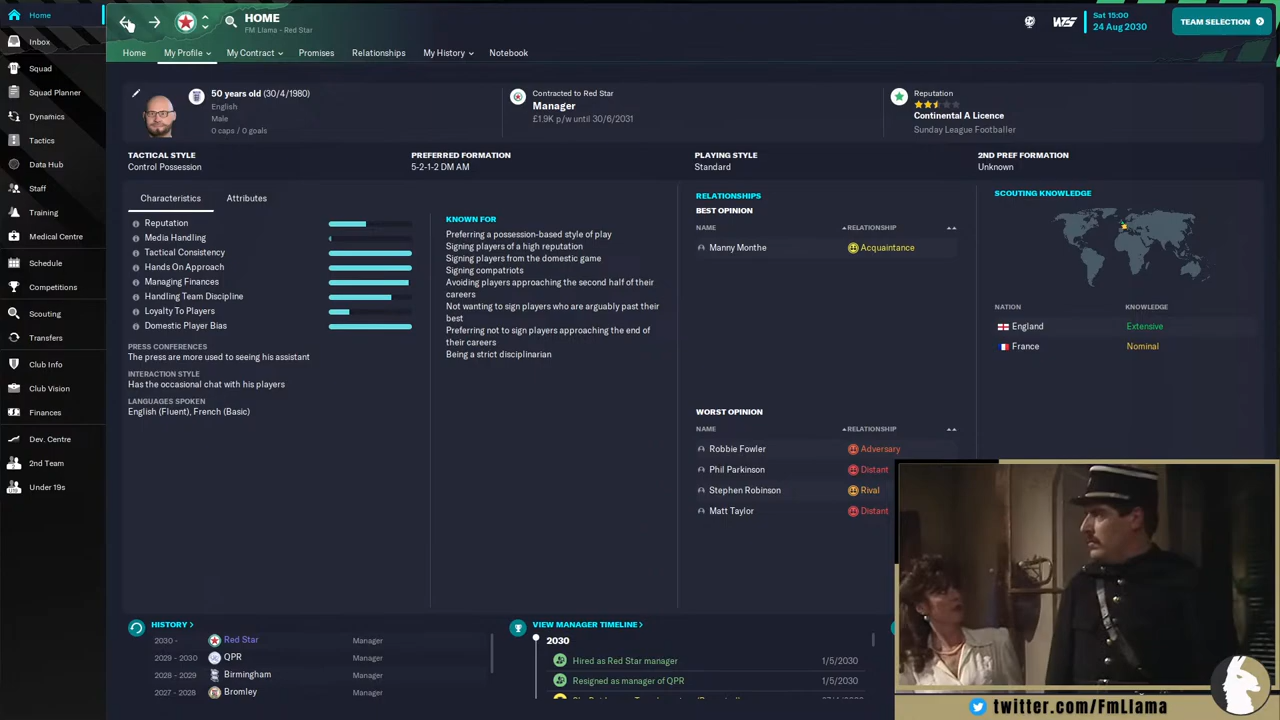 Home
Inbox
Squad
Squad Planner
Dynamics
Tactics
Data Hub
Staff
Training
Medical Centre
Schedule
Competitions
Scouting
Transfers
Club Info
Club Vision
Finances
Dev. Centre
2nd Team
Under 19s
HOME
FM Llama - Red Star
Sat 15:00
24 Aug 2030
TEAM SELECTION
Home
My Profile
My Contract
Promises
Relationships
My History
Notebook
50 years old (30/4/1980)
English
Male
0 caps / 0 goals
Contracted to Red Star
Manager
£1.9K p/w until 30/6/2031
Reputation
Continental A Licence
Sunday League Footballer
TACTICAL STYLE
Control Possession
PREFERRED FORMATION
5-2-1-2 DM AM
PLAYING STYLE
Standard
2ND PREF FORMATION
Unknown
Characteristics
Attributes
Reputation
Media Handling
Tactical Consistency
Hands On Approach
Managing Finances
Handling Team Discipline
Loyalty To Players
Domestic Player Bias
PRESS CONFERENCES
The press are more used to seeing his assistant
INTERACTION STYLE
Has the occasional chat with his players
LANGUAGES SPOKEN
English (Fluent), French (Basic)
KNOWN FOR
Preferring a possession-based style of play
Signing players of a high reputation
Signing players from the domestic game
Signing compatriots
Avoiding players approaching the second half of their
careers
Not wanting to sign players who are arguably past their
best
Preferring not to sign players approaching the end of
their careers
Being a strict disciplinarian
RELATIONSHIPS
BEST OPINION
NAME RELATIONSHIP
Manny Monthe Acquaintance
WORST OPINION
NAME RELATIONSHIP
Robbie Fowler Adversary
Phil Parkinson Distant
Stephen Robinson Rival
Matt Taylor Distant
SCOUTING KNOWLEDGE
NATION KNOWLEDGE
England Extensive
France Nominal
HISTORY >
2030 - Red Star Manager
2029 - 2030 QPR Manager
2028 - 2029 Birmingham Manager
2027 - 2028 Bromley Manager
VIEW MANAGER TIMELINE >
2030
Hired as Red Star manager 1/5/2030
Resigned as manager of QPR 1/5/2030
twitter.com/FmLlama